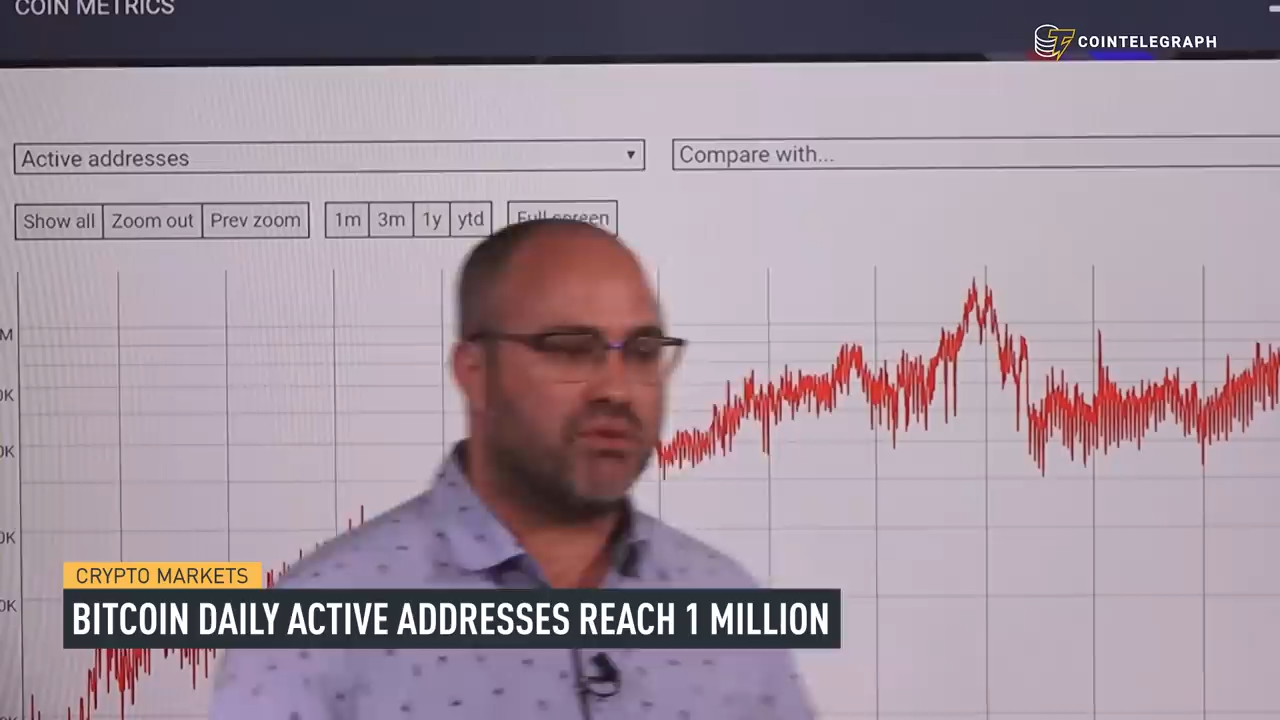 COIN METRICS
COINTELEGRAPH
Active addresses
Compare with...
Show all Zoom out Prev zoom 1m 3m 1y ytd Full screen
M
0K
0K
0K
0K
CRYPTO MARKETS
BITCOIN DAILY ACTIVE ADDRESSES REACH 1 MILLION